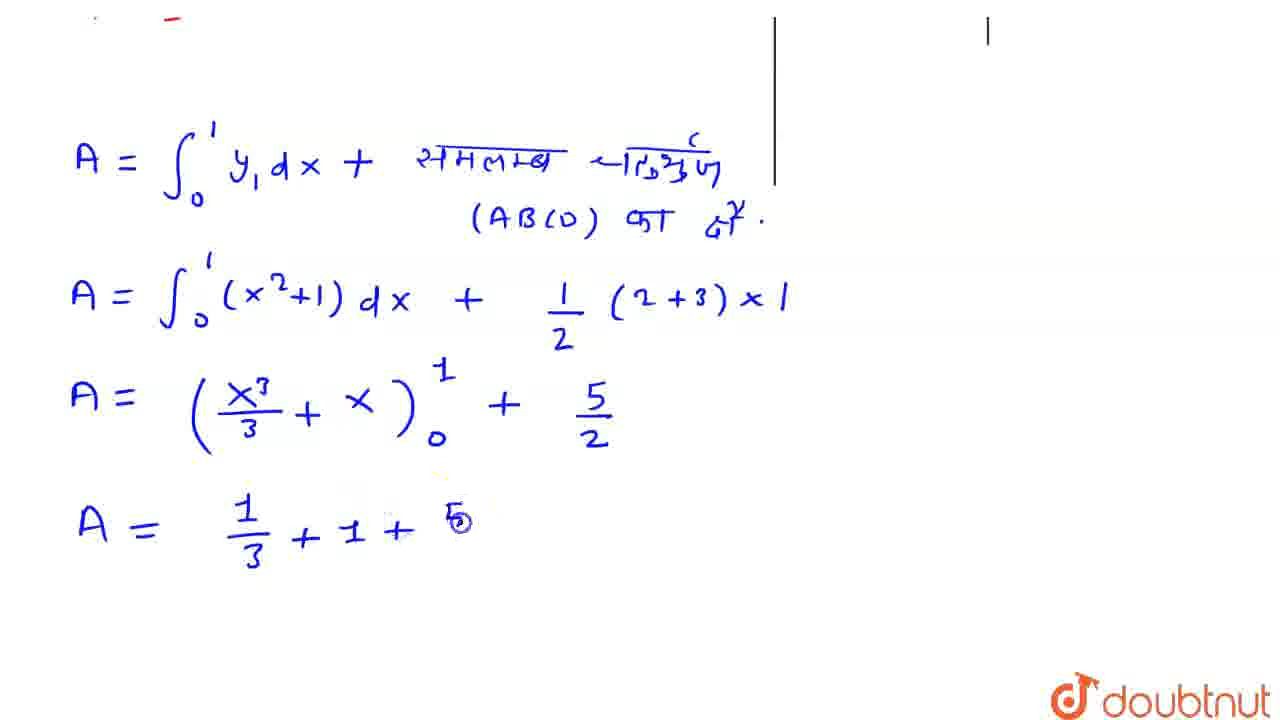 A = ∫₀¹ y₁ dx + समलम्ब चतुर्भुज
(ABCD) का क्षे.
A = ∫₀¹ (x²+1) dx + 1/2 (2+3) × 1
A = (x³/3 + x)₀¹ + 5/2
A = 1/3 + 1 + 5
doubtnut